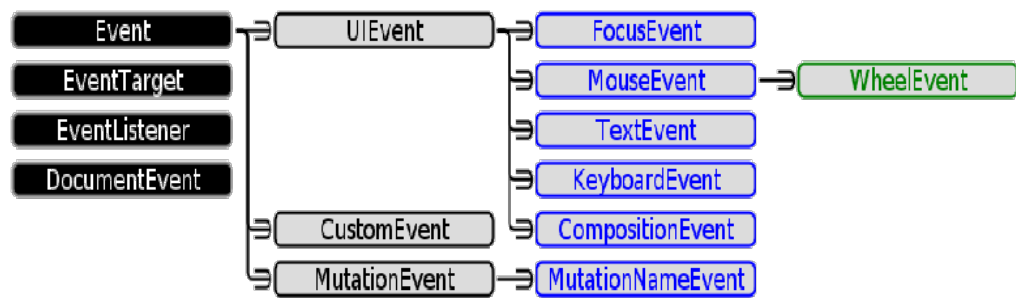 Event
UIEvent
FocusEvent
EventTarget
MouseEvent
WheelEvent
EventListener
TextEvent
DocumentEvent
KeyboardEvent
CustomEvent
CompositionEvent
MutationEvent
MutationNameEvent